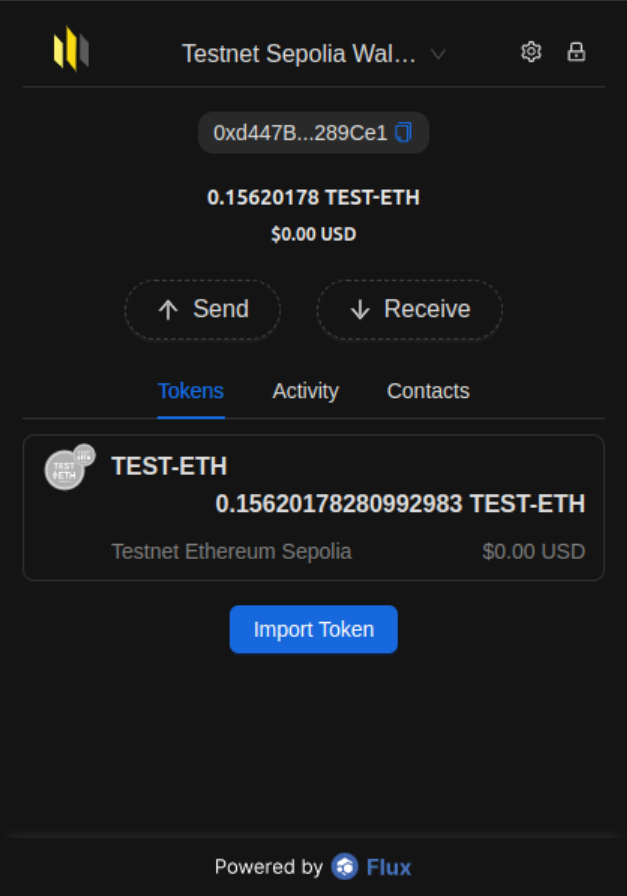 Testnet Sepolia Wal...
0xd447B...289Ce1
0.15620178 TEST-ETH
$0.00 USD
Send Receive
Tokens Activity Contacts
TEST-ETH
TEST
ETH
0.15620178280992983 TEST-ETH
Testnet Ethereum Sepolia $0.00 USD
Import Token
Powered by Flux